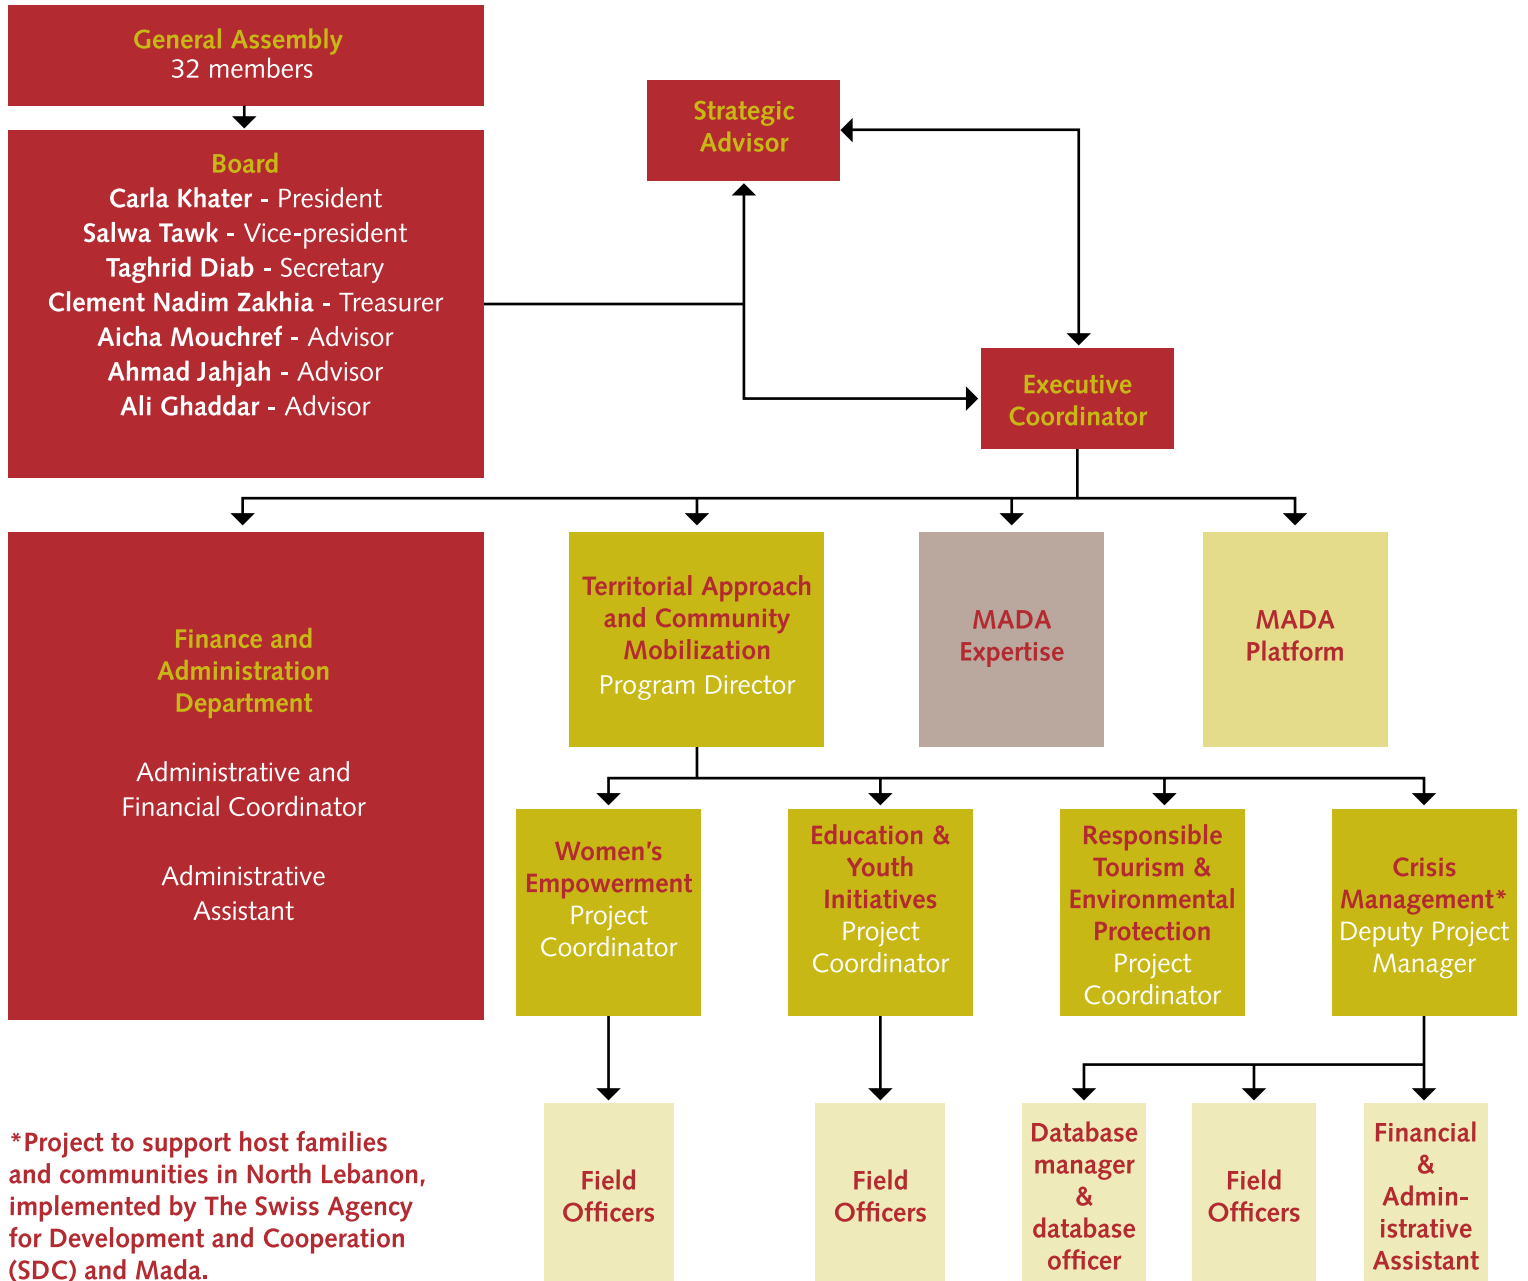 General Assembly
32 members
Board
Carla Khater - President
Salwa Tawk - Vice-president
Taghrid Diab - Secretary
Clement Nadim Zakhia - Treasurer
Aicha Mouchref - Advisor
Ahmad Jahjah - Advisor
Ali Ghaddar - Advisor
Strategic
Advisor
Executive
Coordinator
Finance and
Administration
Department
Administrative and
Financial Coordinator
Administrative
Assistant
Territorial Approach
and Community
Mobilization
Program Director
MADA
Expertise
MADA
Platform
Women's
Empowerment
Project
Coordinator
Education &
Youth
Initiatives
Project
Coordinator
Responsible
Tourism &
Environmental
Protection
Project
Coordinator
Crisis
Management*
Deputy Project
Manager
Field
Officers
Field
Officers
Database
manager
&
database
officer
Field
Officers
Financial
&
Admin-
istrative
Assistant
*Project to support host families
and communities in North Lebanon,
implemented by The Swiss Agency
for Development and Cooperation
(SDC) and Mada.